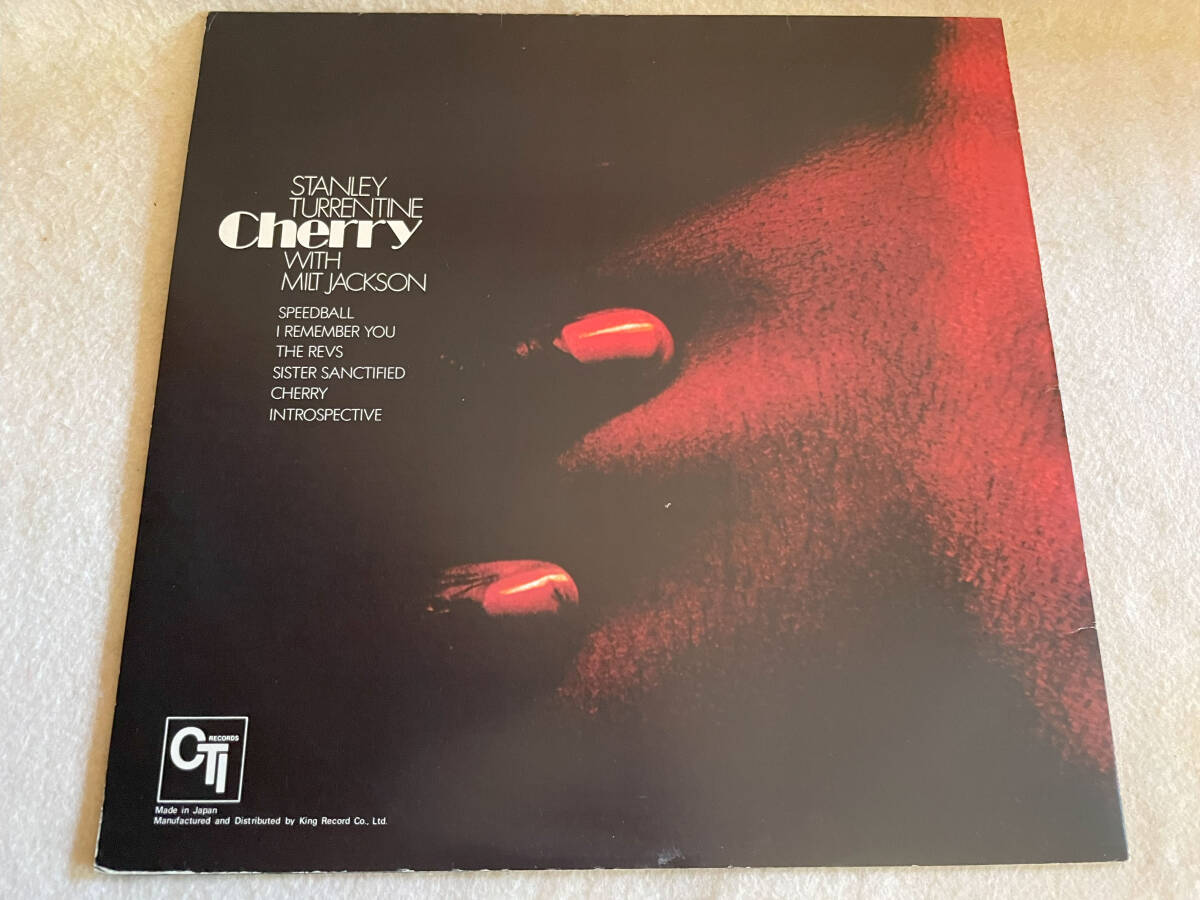 STANLEY
TURRENTINE
Cherry
WITH
MILT JACKSON
SPEEDBALL
I REMEMBER YOU
THE REVS
SISTER SANCTIFIED
CHERRY
INTROSPECTIVE
RECORDS
CTI
Made in Japan
Manufactured and Distributed by King Record Co., Ltd.